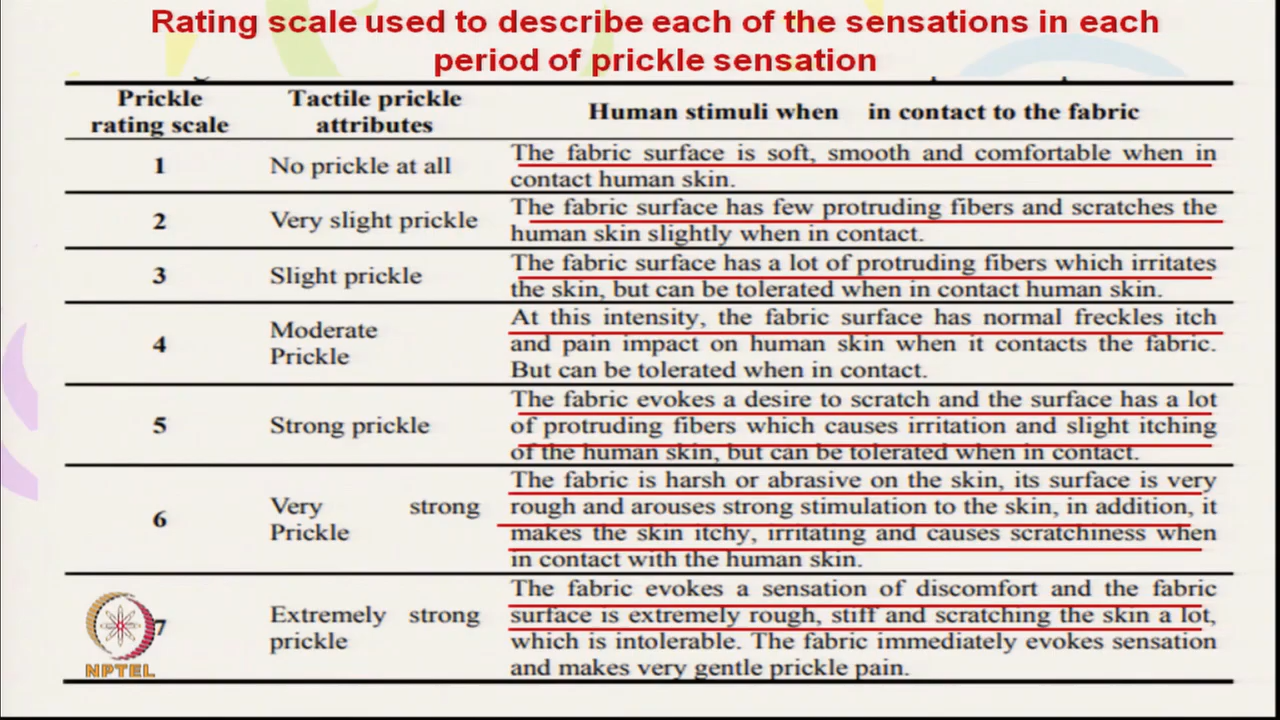 Rating scale used to describe each of the sensations in each
period of prickle sensation
Prickle
rating scale
Tactile prickle
attributes
Human stimuli when in contact to the fabric
1
No prickle at all
The fabric surface is soft, smooth and comfortable when in
contact human skin.
2
Very slight prickle
The fabric surface has few protruding fibers and scratches the
human skin slightly when in contact.
3
Slight prickle
The fabric surface has a lot of protruding fibers which irritates
the skin, but can be tolerated when in contact human skin.
4
Moderate
Prickle
At this intensity, the fabric surface has normal freckles itch
and pain impact on human skin when it contacts the fabric.
But can be tolerated when in contact.
5
Strong prickle
The fabric evokes a desire to scratch and the surface has a lot
of protruding fibers which causes irritation and slight itching
of the human skin, but can be tolerated when in contact.
6
Very strong
Prickle
The fabric is harsh or abrasive on the skin, its surface is very
rough and arouses strong stimulation to the skin, in addition, it
makes the skin itchy, irritating and causes scratchiness when
in contact with the human skin.
7
Extremely strong
prickle
The fabric evokes a sensation of discomfort and the fabric
surface is extremely rough, stiff and scratching the skin a lot,
which is intolerable. The fabric immediately evokes sensation
and makes very gentle prickle pain.
NPTEL